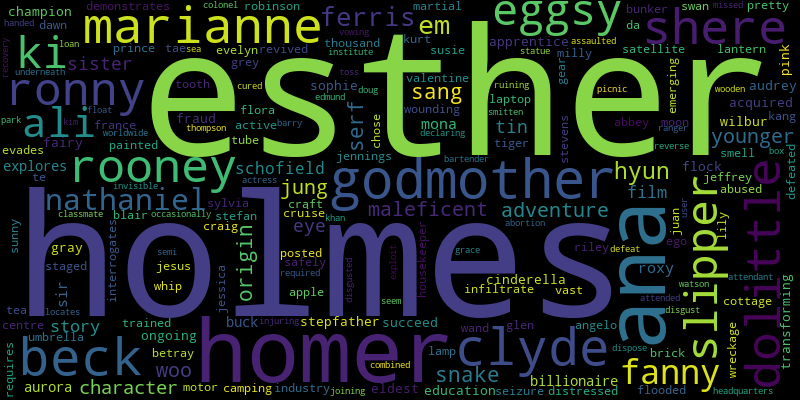 champion
colonel
robinson
martial
handed
dawn
demonstrates
ferris
em
eggsy
da
bunker
swan
missed
pretty
marianne
prince
tae
sea
evelyn
revived
thousand
kurt
susie
apprentice
satellite
lantern
shere
ki
loan
sister
grey
institute
milly
statue
assaulted
audrey
pink
recovery
underneath
tooth
cured
sophie
toss
doug
vowing
valentine
gear
emerging
picnic
wooden
ronny
esther
float
edmund
sang
laptop
ruining
acquired
ali
fraud
flora
serf
chose
wounding
smitten
wilbur
kang
park
kim
france
thompson
active
barry
mona
tin
abbey
moon
ranger
evades
worldwide
painted
tube
declaring
tiger
stevens
reverse
younger
fairy
rooney
jennings
bartender
smell
box
defeated
explores
schofield
godmother
hyun
flock
jeffrey
te
invisible
actress
jung
film
abused
nathaniel
sylvia
craft
maleficent
adventure
user
classmate
occasionally
blair
stefan
cruise
khan
abortion
juan
lily
sunny
interrogates
craig
eye
riley
defeat
ego
dolittle
gray
semi
origin
posted
disgusted
exploit
housekeeper
grace
ana
roxy
slipper
holmes
staged
jesus
safely
required
cinderella
attendant
whip
jessica
apple
seem
infiltrate
vast
attended
watson
cottage
tea
locates
sir
disgust
centre
trained
buck
injuring
stepfather
succeed
wand
glen
angelo
transforming
story
umbrella
ongoing
homer
lamp
clyde
dispose
brick
wreckage
requires
beck
betray
woo
combined
snake
fanny
aurora
character
motor
camping
industry
joining
eldest
education
billionaire
seizure
distressed
flooded
headquarters